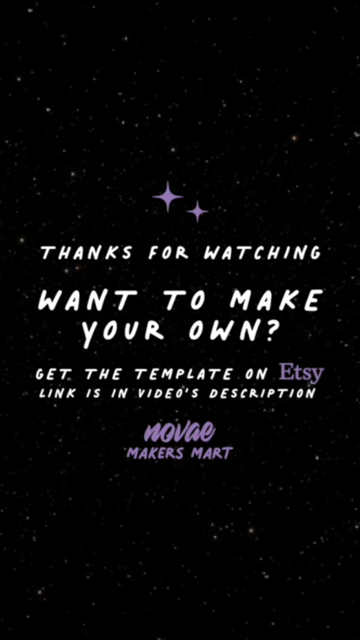 THANKS FOR WATCHING
WANT TO MAKE
YOUR OWN?
GET THE TEMPLATE ON Etsy
LINK IS IN VIDEO'S DESCRIPTION
novae
MAKERS MART